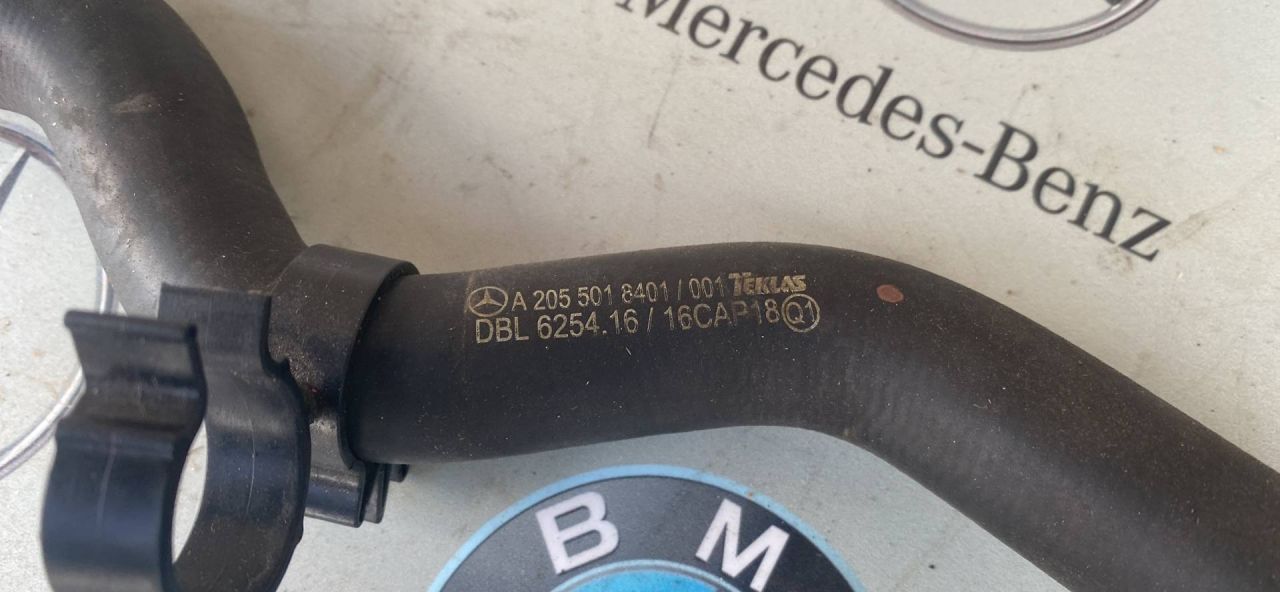 Mercedes-Benz
A 205 501 8401 / 001 TEKLAS
DBL 6254.16 / 16CAP18 Q1
B M